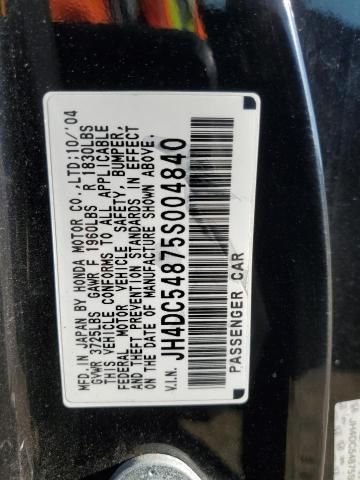 MFD. IN JAPAN BY HONDA MOTOR CO.,LTD;10/'04
GVWR 3725LBS GAWR F 1960LBS R 1830LBS
THIS VEHICLE CONFORMS TO ALL APPLICABLE
FEDERAL MOTOR VEHICLE SAFETY, BUMPER,
AND THEFT PREVENTION STANDARDS IN EFFECT
ON THE DATE OF MANUFACTURE SHOWN ABOVE.
V.I.N. JH4DC54875S004840
PASSENGER CAR
JH4DC54875S